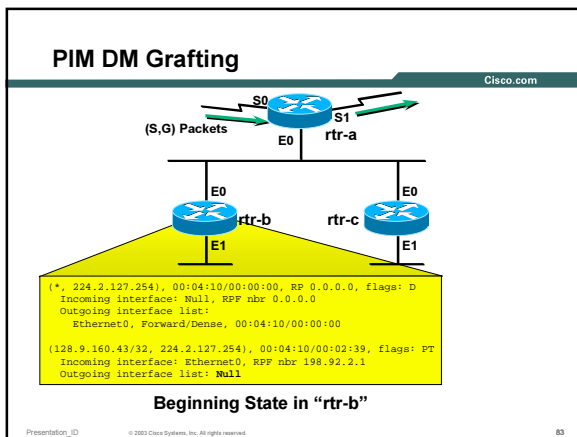 PIM DM Grafting
Cisco.com
S0
S1
(S,G) Packets
E0
rtr-a
E0
E0
rtr-b
rtr-c
E1
E1
(*, 224.2.127.254), 00:04:10/00:00:00, RP 0.0.0.0, flags: D
Incoming interface: Null, RPF nbr 0.0.0.0
Outgoing interface list:
Ethernet0, Forward/Dense, 00:04:10/00:00:00
(128.9.160.43/32, 224.2.127.254), 00:04:10/00:02:39, flags: PT
Incoming interface: Ethernet0, RPF nbr 198.92.2.1
Outgoing interface list: Null
Beginning State in “rtr-b”
Presentation_ID
© 2003 Cisco Systems, Inc. All rights reserved.
83